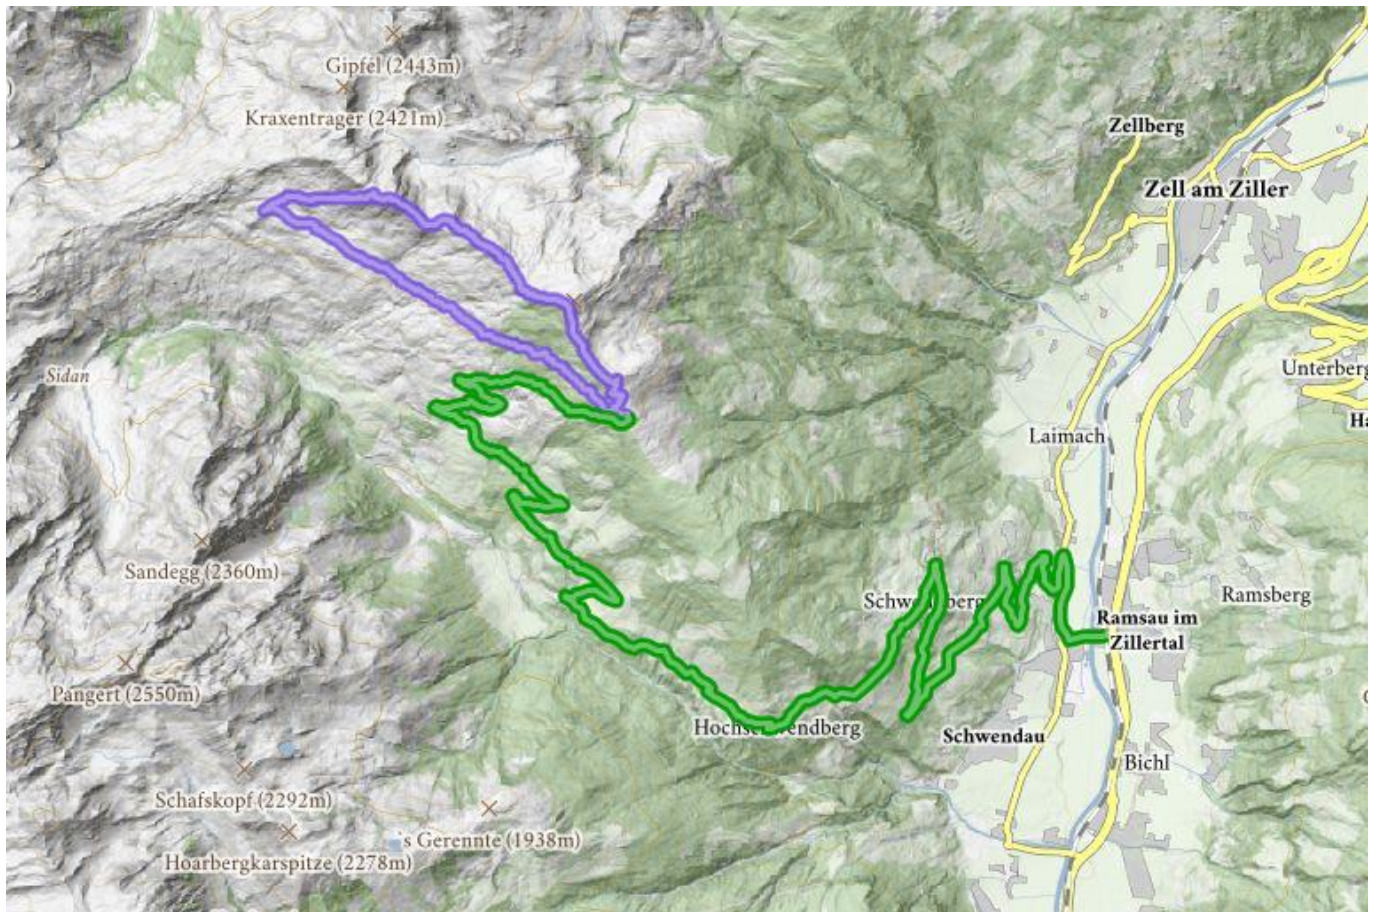 Gipfel (2443m)
Kraxentrager (2421m)
Zellberg
Zell am Ziller
Sidan
Unterberg
Laimach
Sandegg (2360m)
Ramsberg
Ramsau im
Zillertal
Pangert (2550m)
Hochschwendberg
Schwendau
Bichl
Schafskopf (2292m)
's Gerennte (1938m)
Hoarbergkarspitze (2278m)